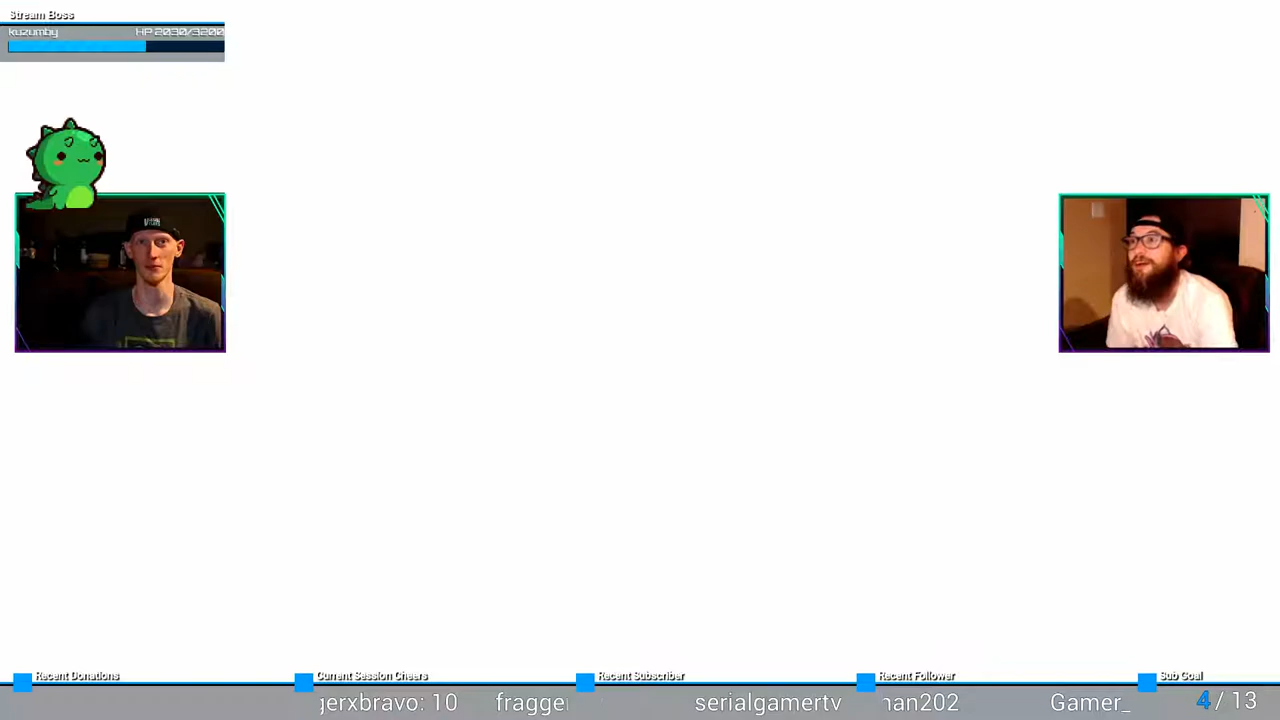 Stream Boss
kuzumby HP 2030/3200
Recent Donations
Current Session Cheers
Recent Subscriber
Recent Follower
Sub Goal
gerxbravo: 10 fragge
serialgamertv
nan202 Gamer_
4 / 13